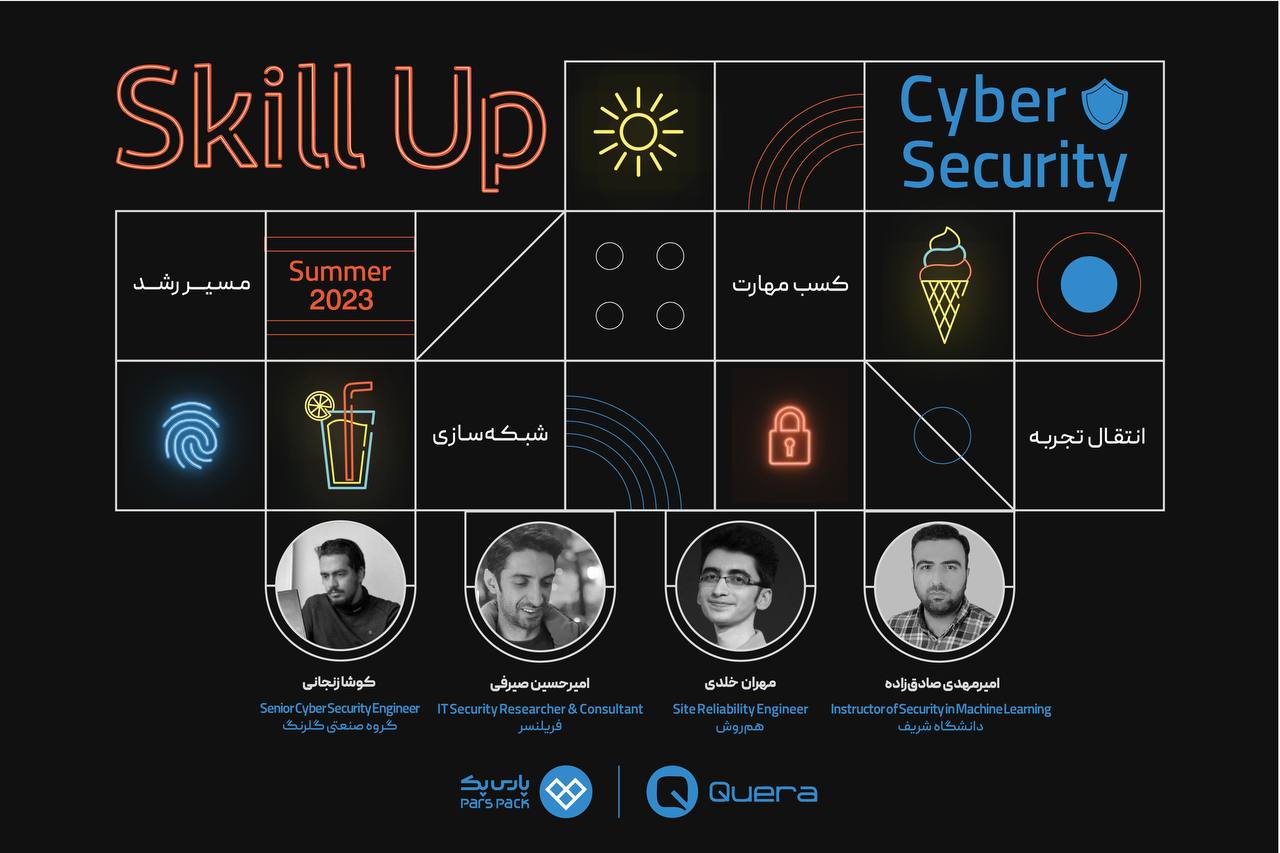 Skill Up
Cyber
Security
مسیر رشد
Summer
2023
کسب مهارت
شبکه‌سازی
انتقال تجربه
کوشا زنجانی
Senior Cyber Security Engineer
گروه صنعتی گلرنگ
امیرحسین صیرفی
IT Security Researcher & Consultant
فریلنسر
مهران خلدی
Site Reliability Engineer
هم‌روش
امیرمهدی صادق‌زاده
Instructor of Security in Machine Learning
دانشگاه شریف
پارس پک
Pars Pack
Quera